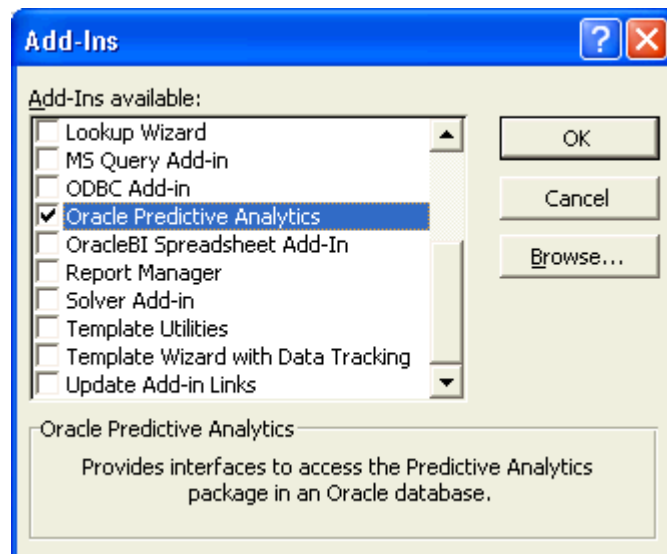 Add-Ins
Add-Ins available:
Lookup Wizard
MS Query Add-in
ODBC Add-in
Oracle Predictive Analytics
OracleBI Spreadsheet Add-In
Report Manager
Solver Add-in
Template Utilities
Template Wizard with Data Tracking
Update Add-in Links
OK
Cancel
Browse...
Oracle Predictive Analytics
Provides interfaces to access the Predictive Analytics
package in an Oracle database.